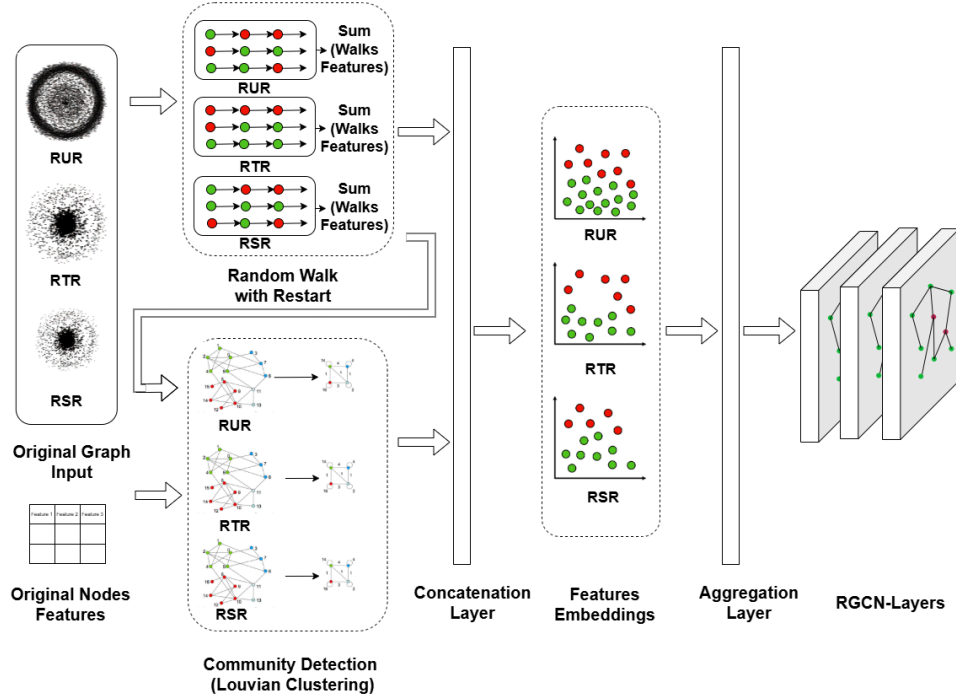 RUR
RTR
RSR
Original Graph
Input
Feature 1 Feature 2 Feature 3
Original Nodes
Features
Sum
(Walks
Features)
RUR
Sum
(Walks
Features)
RTR
Sum
(Walks
Features)
RSR
Random Walk
with Restart
RUR
RTR
RSR
Community Detection
(Louvian Clustering)
Concatenation
Layer
RUR
RTR
RSR
Features
Embeddings
Aggregation
Layer
RGCN-Layers